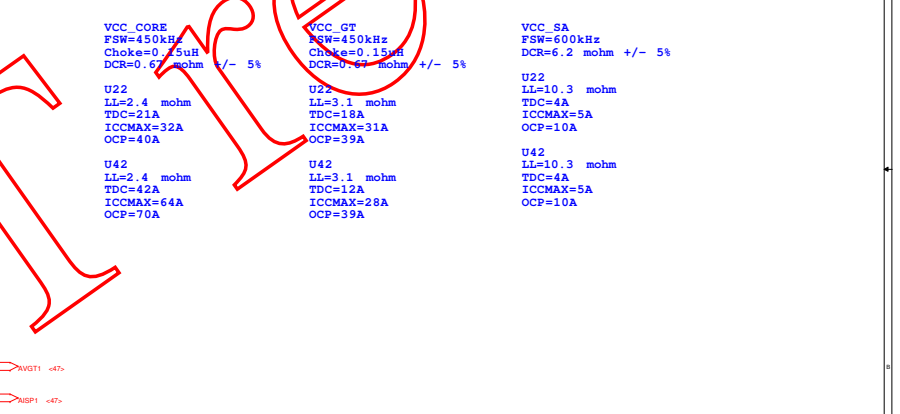 VCC_CORE
FSW=450kHz
Choke=0.15uH
DCR=0.67 mohm +/- 5%
U22
LL=2.4 mohm
TDC=21A
ICCMAX=32A
OCP=40A
U42
LL=2.4 mohm
TDC=42A
ICCMAX=64A
OCP=70A
VCC_GT
FSW=450kHz
Choke=0.15uH
DCR=0.67 mohm +/- 5%
U22
LL=3.1 mohm
TDC=18A
ICCMAX=31A
OCP=39A
U42
LL=3.1 mohm
TDC=12A
ICCMAX=28A
OCP=39A
VCC_SA
FSW=600kHz
DCR=6.2 mohm +/- 5%
U22
LL=10.3 mohm
TDC=4A
ICCMAX=5A
OCP=10A
U42
LL=10.3 mohm
TDC=4A
ICCMAX=5A
OCP=10A
Tre
AVGT1 <47>
AISP1 <47>
B